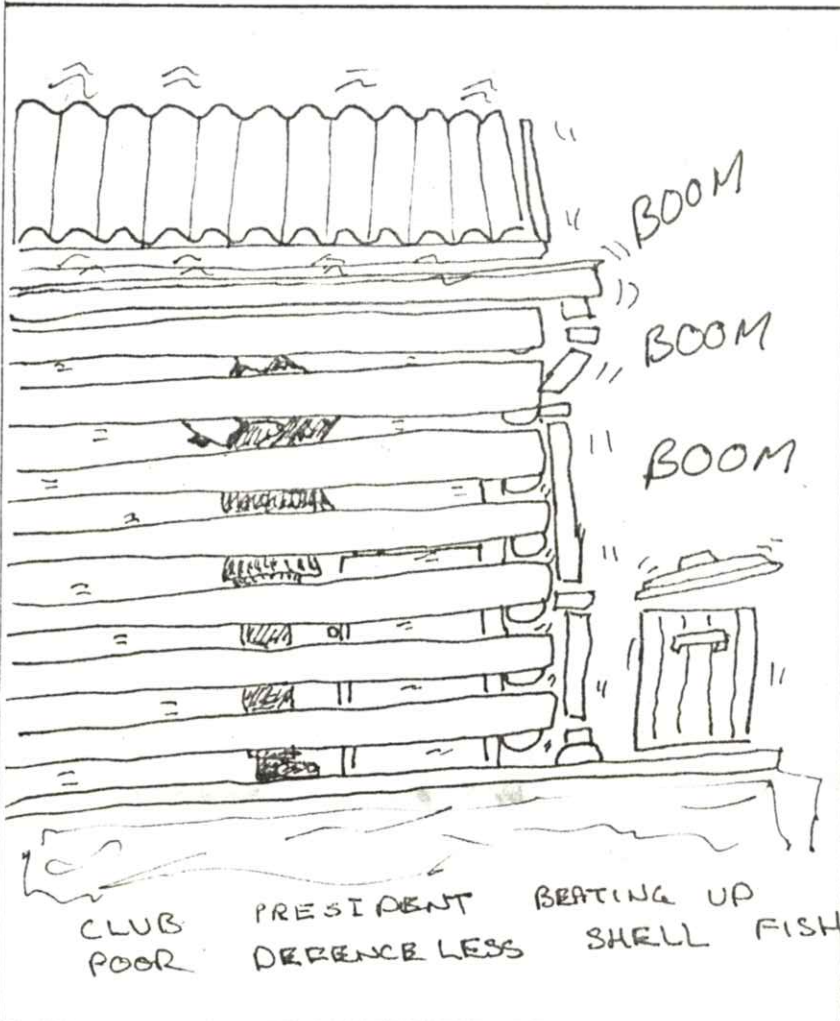 BOOM
BOOM
BOOM
CLUB PRESIDENT BEATING UP
POOR DEFENCELESS SHELL FISH